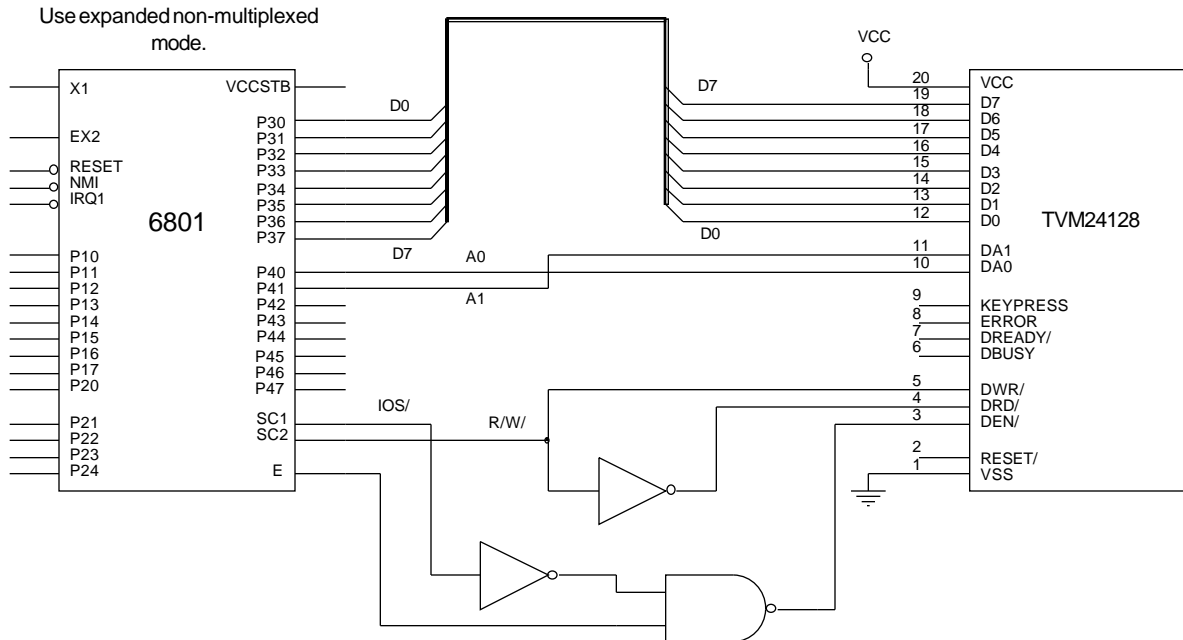 Use expanded non-multiplexed
mode.
X1
EX2
RESET
NMI
IRQ1
P10
P11
P12
P13
P14
P15
P16
P17
P20
P21
P22
P23
P24
6801
VCCSTB
P30
P31
P32
P33
P34
P35
P36
P37
P40
P41
P42
P43
P44
P45
P46
P47
SC1
SC2
E
D0
D7
A0
A1
IOS/
R/W/
D7
D0
VCC
20
19
18
17
16
15
14
13
12
11
10
9
8
7
6
5
4
3
2
1
VCC
D7
D6
D5
D4
D3
D2
D1
D0
DA1
DA0
KEYPRESS
ERROR
DREADY/
DBUSY
DWR/
DRD/
DEN/
RESET/
VSS
TVM24128